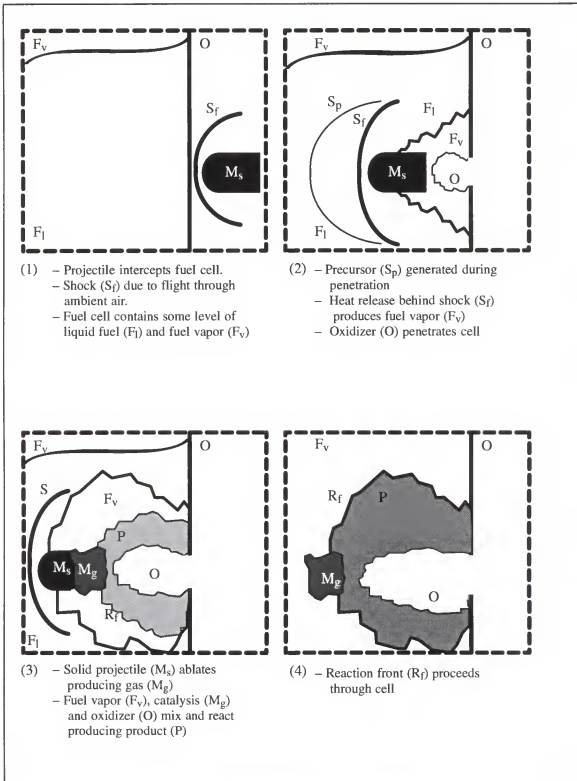 F_v
O
S_f
M_s
F_l
(1) – Projectile intercepts fuel cell.
– Shock (S_f) due to flight through
ambient air.
– Fuel cell contains some level of
liquid fuel (F_l) and fuel vapor (F_v)
F_v
O
S_p
S_f
F_l
F_v
M_s
O
F_l
(2) – Precursor (S_p) generated during
penetration
– Heat release behind shock (S_f)
produces fuel vapor (F_v)
– Oxidizer (O) penetrates cell
F_v
O
S
F_v
P
M_s M_g
O
R_f
F_l
(3) – Solid projectile (M_s) ablates
producing gas (M_g)
– Fuel vapor (F_v), catalysis (M_g)
and oxidizer (O) mix and react
producing product (P)
F_v
O
R_f
P
M_g
O
(4) – Reaction front (R_f) proceeds
through cell